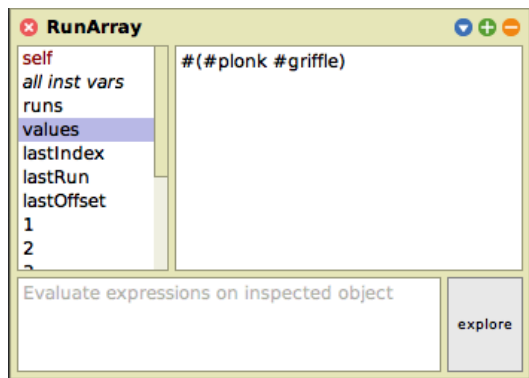 RunArray
self
all inst vars
runs
values
lastIndex
lastRun
lastOffset
1
2
#(#plonk #griffle)
Evaluate expressions on inspected object
explore